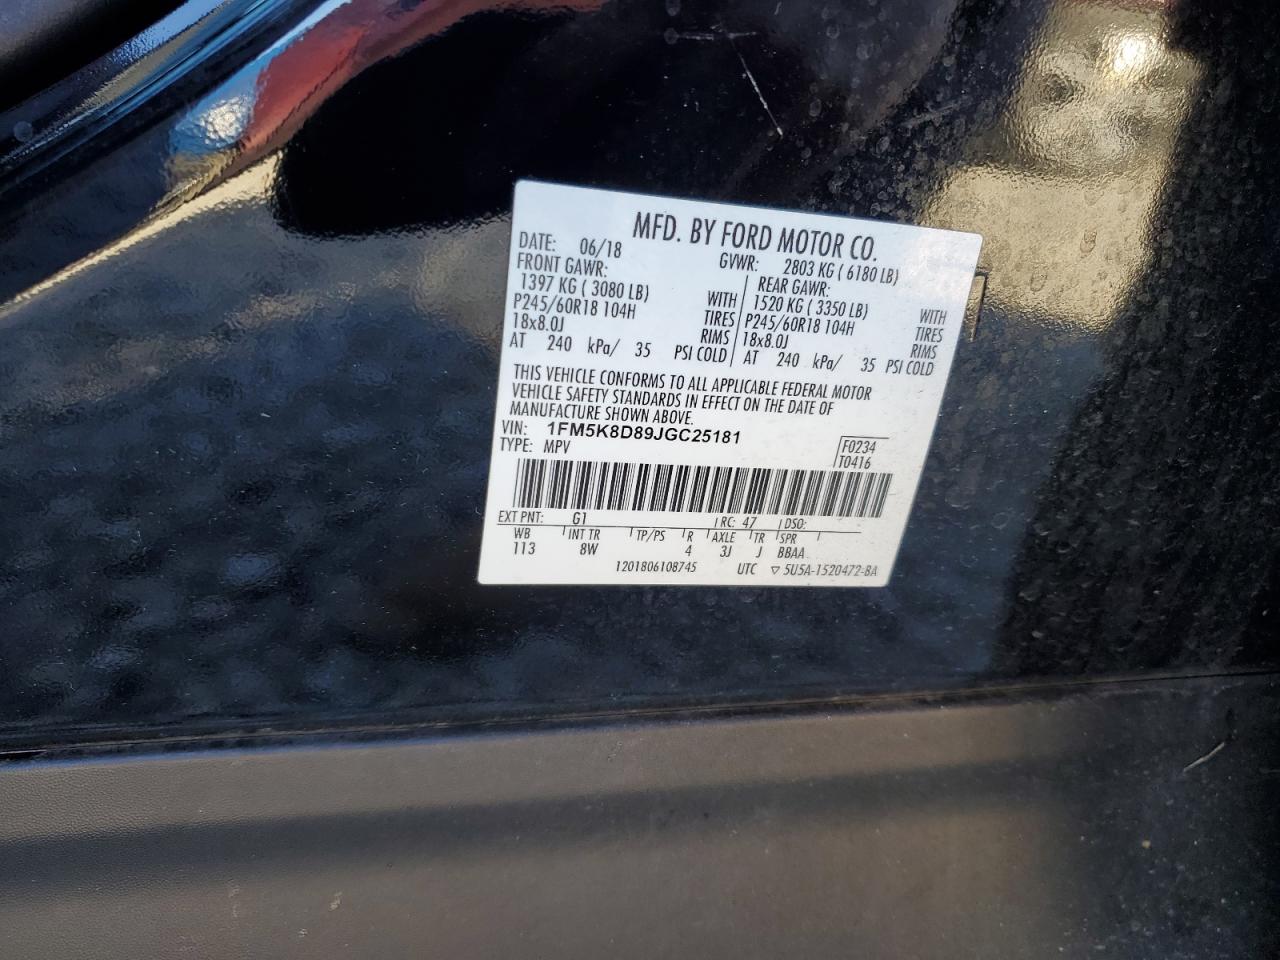 MFD. BY FORD MOTOR CO.
DATE: 06/18 GVWR: 2803 KG ( 6180 LB)
FRONT GAWR: REAR GAWR:
1397 KG ( 3080 LB) WITH 1520 KG ( 3350 LB) WITH
P245/60R18 104H TIRES P245/60R18 104H TIRES
18x8.0J RIMS 18x8.0J RIMS
AT 240 kPa/ 35 PSI COLD AT 240 kPa/ 35 PSI COLD
THIS VEHICLE CONFORMS TO ALL APPLICABLE FEDERAL MOTOR
VEHICLE SAFETY STANDARDS IN EFFECT ON THE DATE OF
MANUFACTURE SHOWN ABOVE.
VIN: 1FM5K8D89JGC25181 F0234
TYPE: MPV T0416
EXT PNT: G1 RC: 47 DSO:
WB INT TR TP/PS R AXLE TR SPR
113 8W 4 3J J BBAA
1201806108745 UTC ▽ 5U5A-1520472-BA